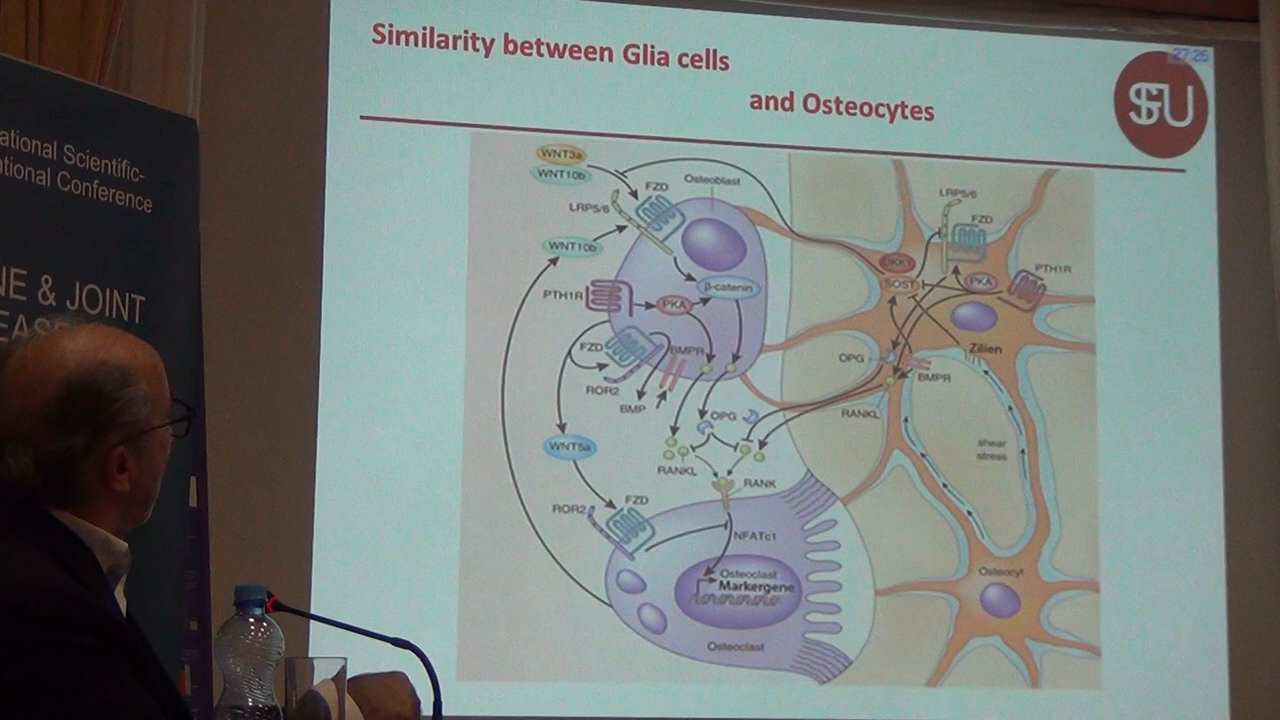 ational Scientific-
tional Conference
NE & JOINT
Similarity between Glia cells
and Osteocytes
27:25
SFU
WNT3a
WNT10b
FZD
Osteoblast
LRP5/6
WNT10b
β-catenin
PTH1R
PKA
FZD
BMPR
ROR2
BMP
WNT5a
OPG
RANKL
RANK
ROR2
FZD
NFATc1
Osteoclast
Markergene
Osteoclast
LRP5/6
FZD
DKK1
SOST
PKA
PTH1R
Zilien
OPG
BMPR
RANKL
shear
stress
Osteocyt